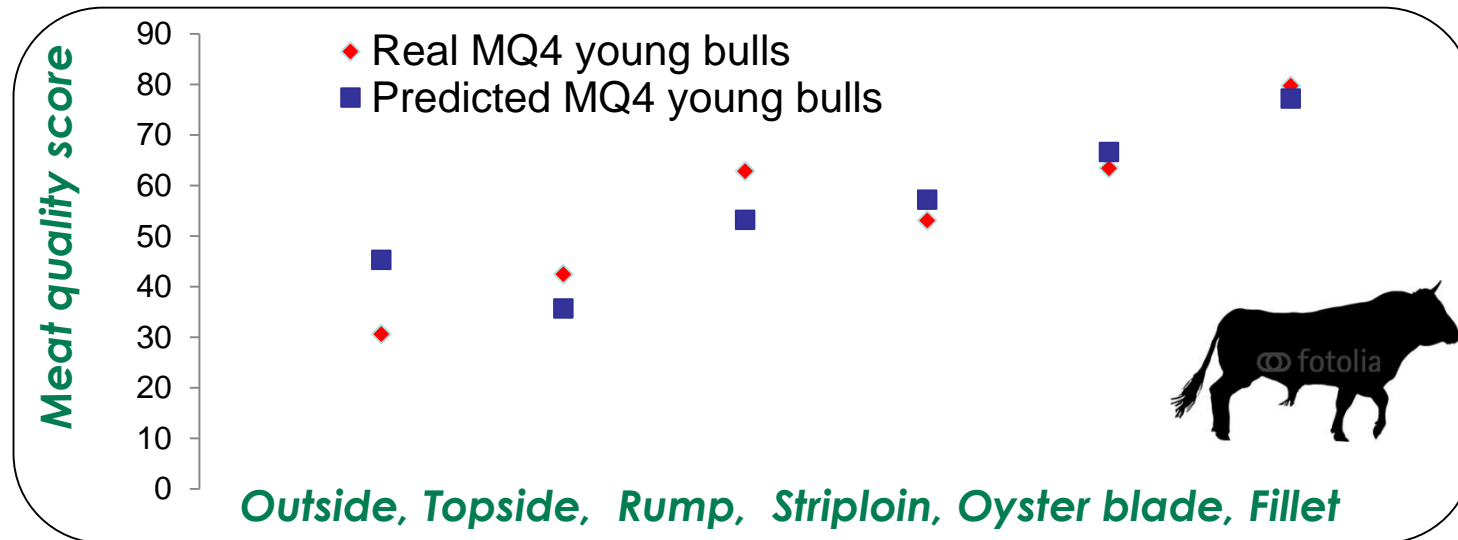 Meat quality score
90
80
70
60
50
40
30
20
10
0
Real MQ4 young bulls
Predicted MQ4 young bulls
fotolia
Outside, Topside, Rump, Striploin, Oyster blade, Fillet